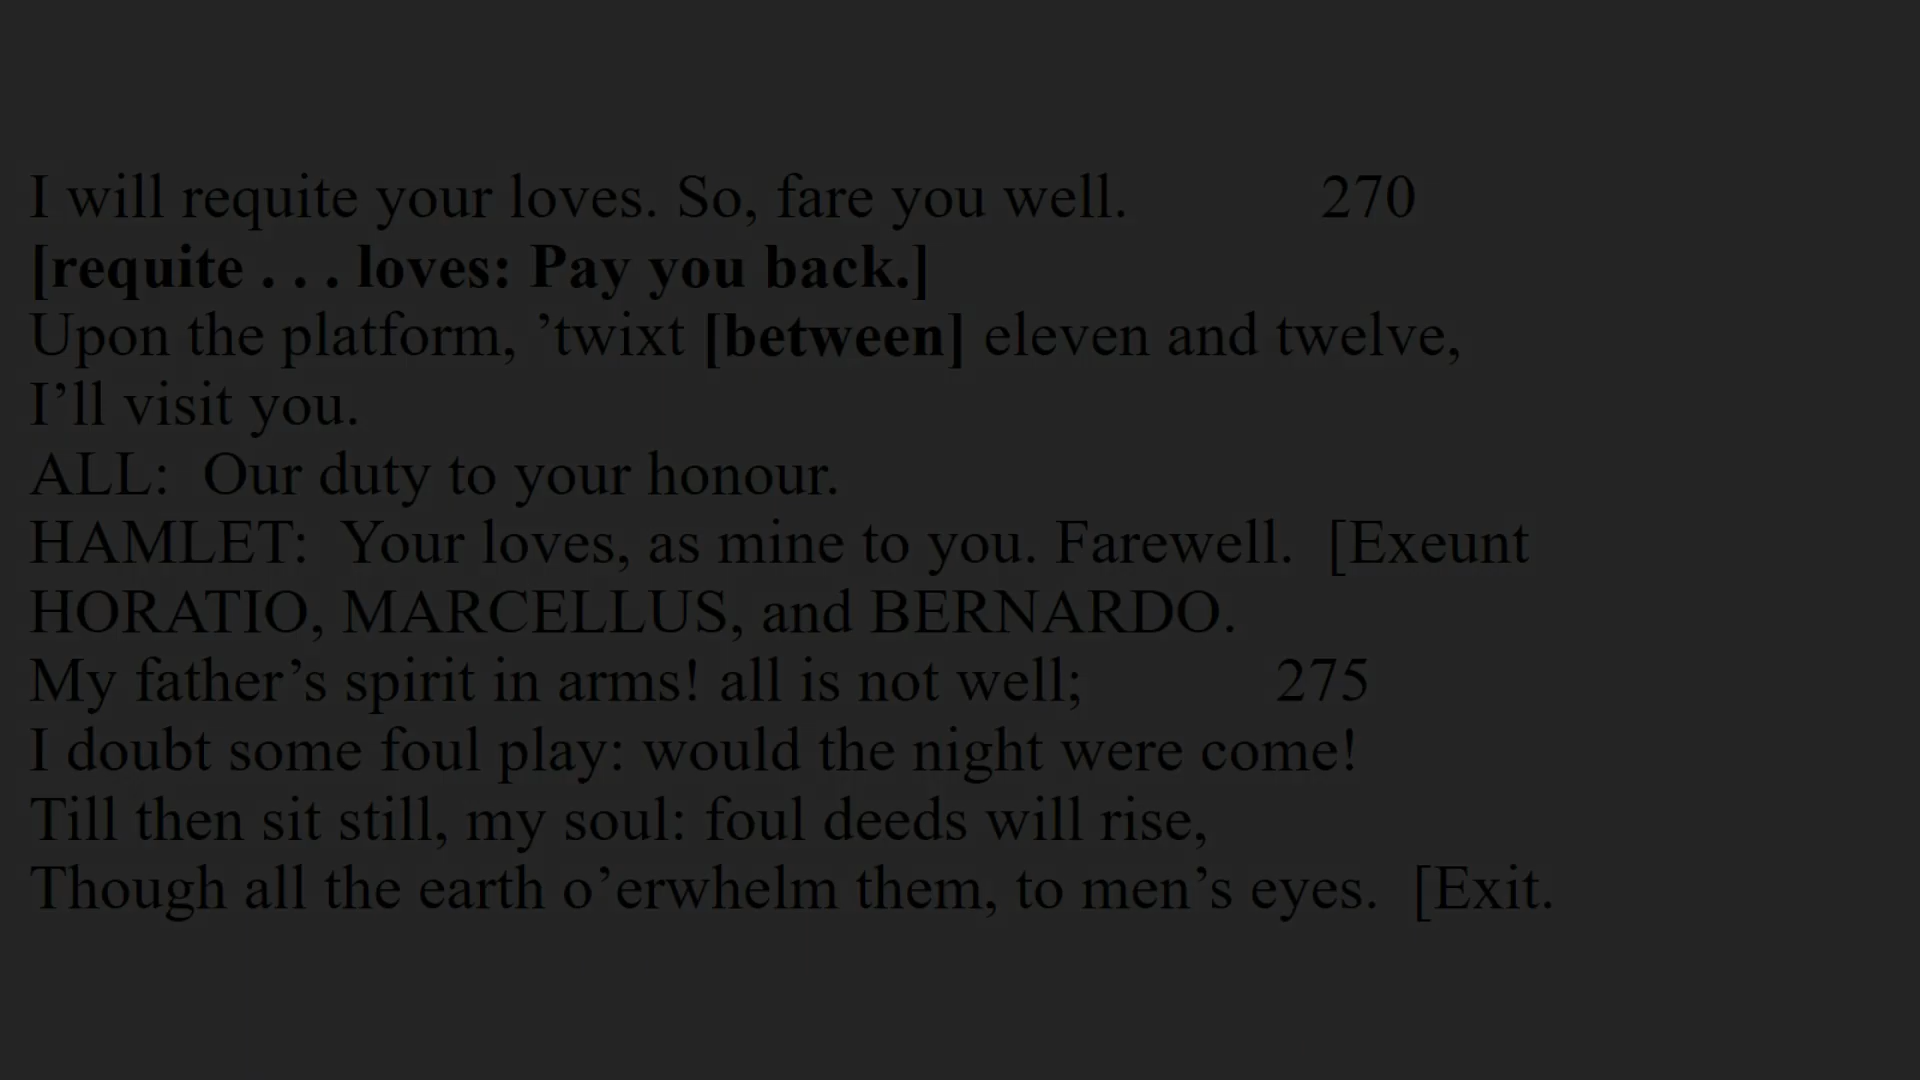 I will requite your loves. So, fare you well. 270
[requite . . . loves: Pay you back.]
Upon the platform, ’twixt [between] eleven and twelve,
I’ll visit you.
ALL: Our duty to your honour.
HAMLET: Your loves, as mine to you. Farewell. [Exeunt
HORATIO, MARCELLUS, and BERNARDO.
My father’s spirit in arms! all is not well; 275
I doubt some foul play: would the night were come!
Till then sit still, my soul: foul deeds will rise,
Though all the earth o’erwhelm them, to men’s eyes. [Exit.